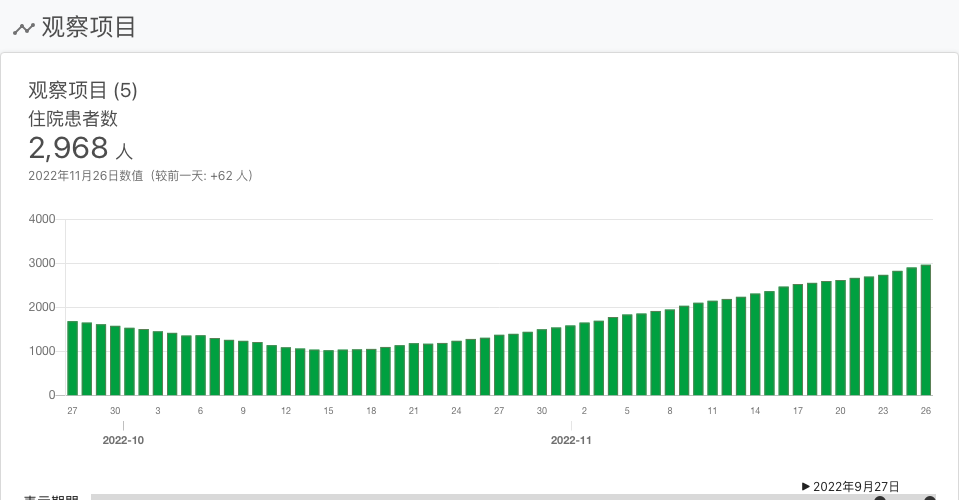 观察项目
观察项目 (5)
住院患者数
2,968 人
2022年11月26日数值（较前一天: +62 人）
4000
3000
2000
1000
0
27 30 3 6 9 12 15 18 21 24 27 30 2 5 8 11 14 17 20 23 26
2022-10 2022-11
▶ 2022年9月27日
表示期間